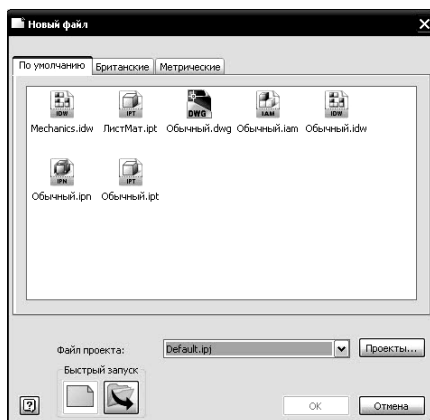 Новый файл
По умолчанию Британские Метрические
IDW IPT DWG IAM IDW
Mechanics.idw ЛистМат.ipt Обычный.dwg Обычный.iam Обычный.idw
IPN IPT
Обычный.ipn Обычный.ipt
Файл проекта: Default.ipj Проекты...
Быстрый запуск
? ОК Отмена